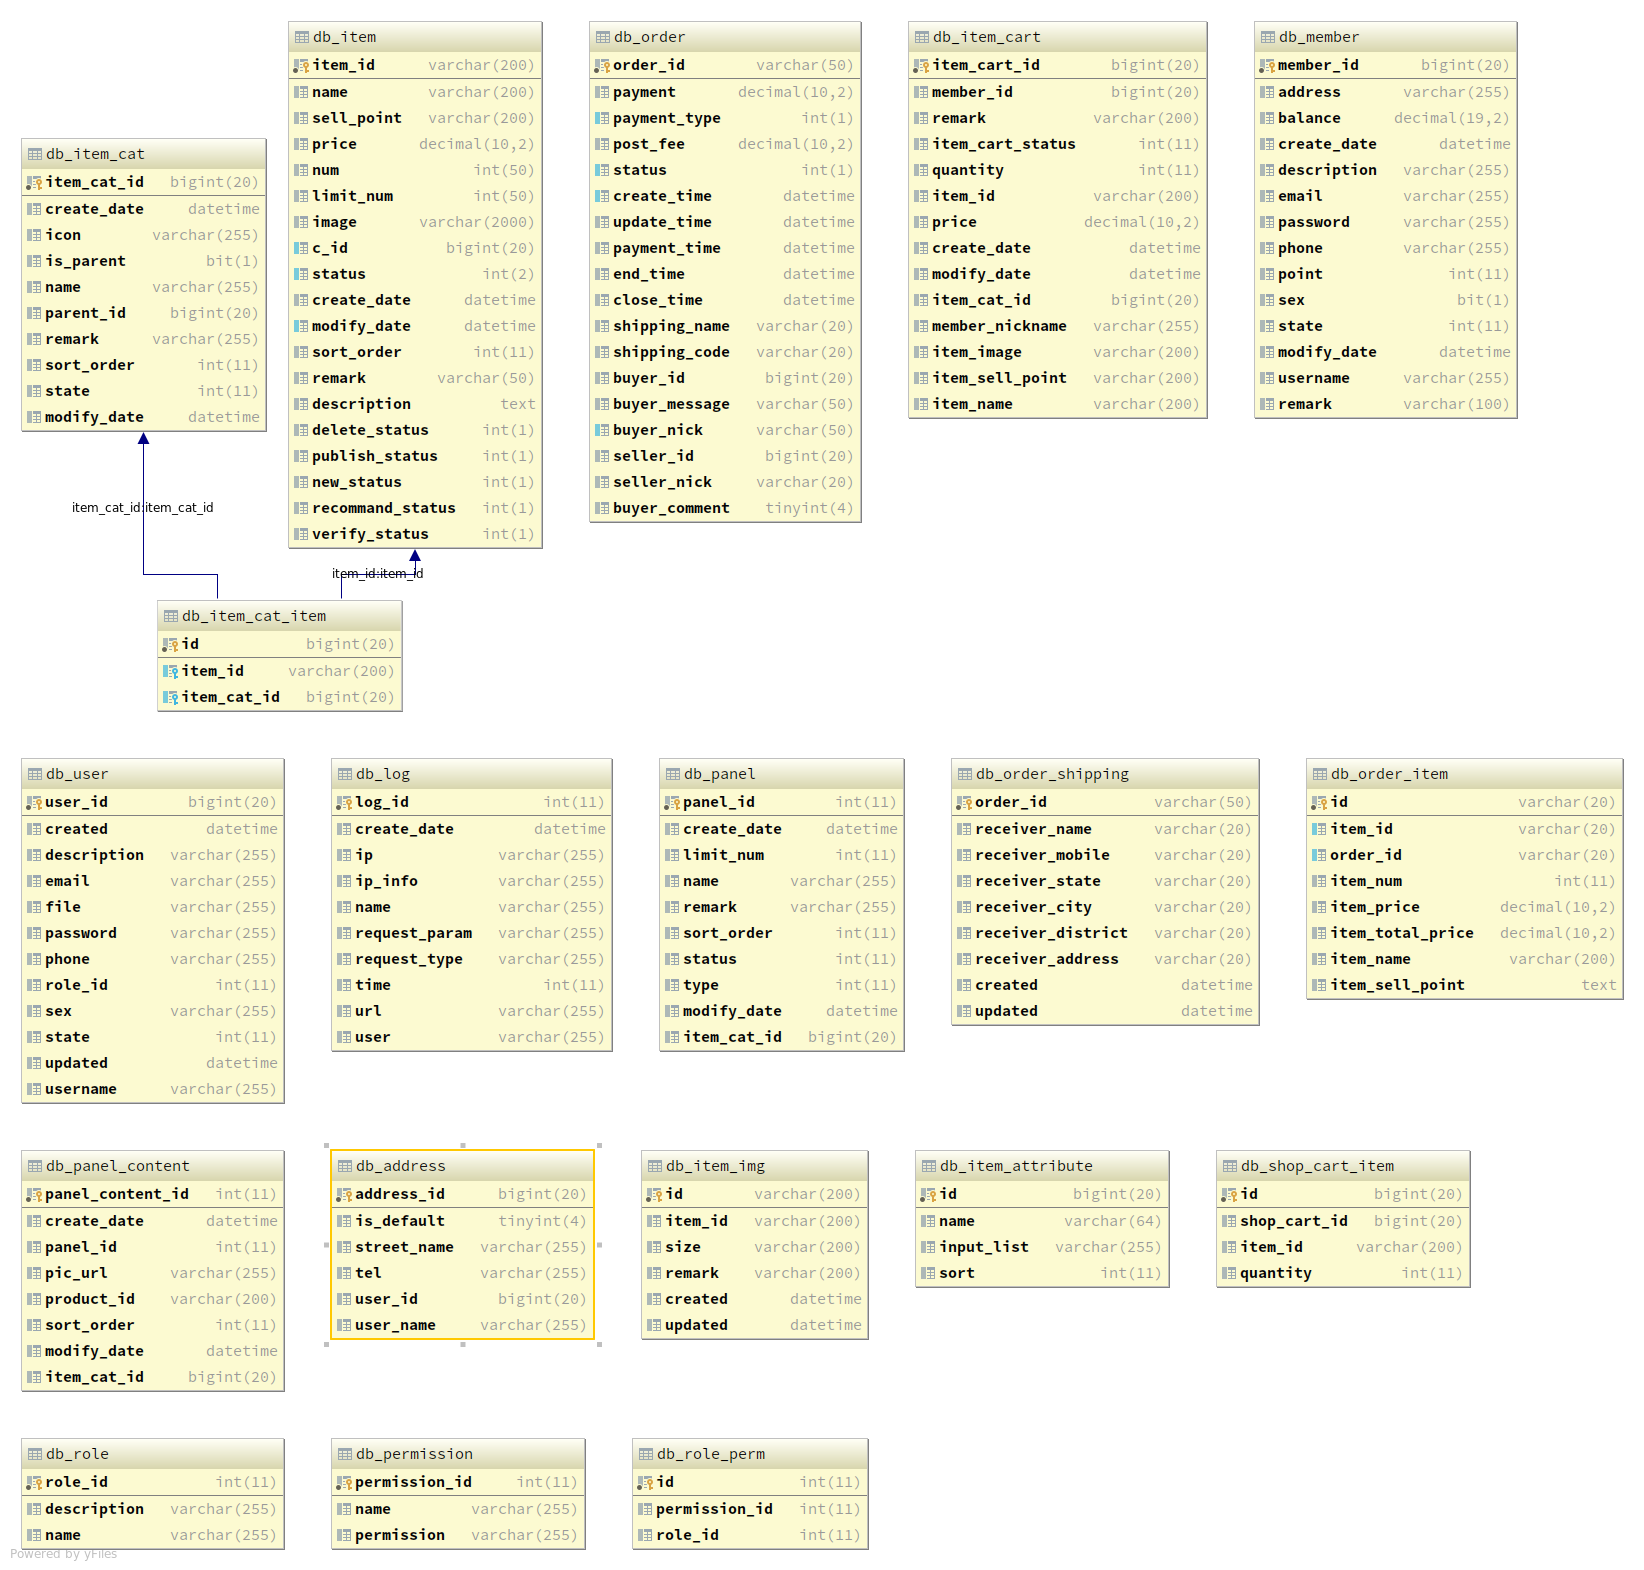 db_item
item_id varchar(200)
name varchar(200)
sell_point varchar(200)
price decimal(10,2)
num int(50)
limit_num int(50)
image varchar(2000)
c_id bigint(20)
status int(2)
create_date datetime
modify_date datetime
sort_order int(11)
remark varchar(50)
description text
delete_status int(1)
publish_status int(1)
new_status int(1)
recommand_status int(1)
verify_status int(1)
db_order
order_id varchar(50)
payment decimal(10,2)
payment_type int(1)
post_fee decimal(10,2)
status int(1)
create_time datetime
update_time datetime
payment_time datetime
end_time datetime
close_time datetime
shipping_name varchar(20)
shipping_code varchar(20)
buyer_id bigint(20)
buyer_message varchar(50)
buyer_nick varchar(50)
seller_id bigint(20)
seller_nick varchar(20)
buyer_comment tinyint(4)
db_item_cart
item_cart_id bigint(20)
member_id bigint(20)
remark varchar(200)
item_cart_status int(11)
quantity int(11)
item_id varchar(200)
price decimal(10,2)
create_date datetime
modify_date datetime
item_cat_id bigint(20)
member_nickname varchar(255)
item_image varchar(200)
item_sell_point varchar(200)
item_name varchar(200)
db_member
member_id bigint(20)
address varchar(255)
balance decimal(19,2)
create_date datetime
description varchar(255)
email varchar(255)
password varchar(255)
phone varchar(255)
point int(11)
sex bit(1)
state int(11)
modify_date datetime
username varchar(255)
remark varchar(100)
db_item_cat
item_cat_id bigint(20)
create_date datetime
icon varchar(255)
is_parent bit(1)
name varchar(255)
parent_id bigint(20)
remark varchar(255)
sort_order int(11)
state int(11)
modify_date datetime
item_cat_id:item_cat_id
item_id:item_id
db_item_cat_item
id bigint(20)
item_id varchar(200)
item_cat_id bigint(20)
db_user
user_id bigint(20)
created datetime
description varchar(255)
email varchar(255)
file varchar(255)
password varchar(255)
phone varchar(255)
role_id int(11)
sex varchar(255)
state int(11)
updated datetime
username varchar(255)
db_log
log_id int(11)
create_date datetime
ip varchar(255)
ip_info varchar(255)
name varchar(255)
request_param varchar(255)
request_type varchar(255)
time int(11)
url varchar(255)
user varchar(255)
db_panel
panel_id int(11)
create_date datetime
limit_num int(11)
name varchar(255)
remark varchar(255)
sort_order int(11)
status int(11)
type int(11)
modify_date datetime
item_cat_id bigint(20)
db_order_shipping
order_id varchar(50)
receiver_name varchar(20)
receiver_mobile varchar(20)
receiver_state varchar(20)
receiver_city varchar(20)
receiver_district varchar(20)
receiver_address varchar(20)
created datetime
updated datetime
db_order_item
id varchar(20)
item_id varchar(20)
order_id varchar(20)
item_num int(11)
item_price decimal(10,2)
item_total_price decimal(10,2)
item_name varchar(200)
item_sell_point text
db_panel_content
panel_content_id int(11)
create_date datetime
panel_id int(11)
pic_url varchar(255)
product_id varchar(200)
sort_order int(11)
modify_date datetime
item_cat_id bigint(20)
db_address
address_id bigint(20)
is_default tinyint(4)
street_name varchar(255)
tel varchar(255)
user_id bigint(20)
user_name varchar(255)
db_item_img
id varchar(200)
item_id varchar(200)
size varchar(200)
remark varchar(200)
created datetime
updated datetime
db_item_attribute
id bigint(20)
name varchar(64)
input_list varchar(255)
sort int(11)
db_shop_cart_item
id bigint(20)
shop_cart_id bigint(20)
item_id varchar(200)
quantity int(11)
db_role
role_id int(11)
description varchar(255)
name varchar(255)
db_permission
permission_id int(11)
name varchar(255)
permission varchar(255)
db_role_perm
id int(11)
permission_id int(11)
role_id int(11)
Powered by yFiles